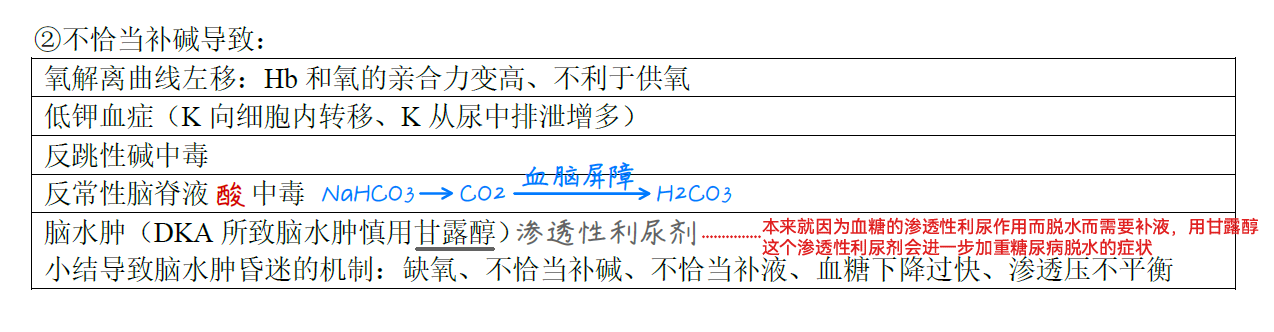 ②不恰当补碱导致：
氧解离曲线左移：Hb 和氧的亲合力变高、不利于供氧
低钾血症（K 向细胞内转移、K 从尿中排泄增多）
反跳性碱中毒
反常性脑脊液 酸 中毒 NaHCO3→CO2 血脑屏障→H2CO3
脑水肿（DKA 所致脑水肿慎用甘露醇）渗透性利尿剂 ……………本来就因为血糖的渗透性利尿作用而脱水而需要补液，用甘露醇
这个渗透性利尿剂会进一步加重糖尿病脱水的症状
小结导致脑水肿昏迷的机制：缺氧、不恰当补碱、不恰当补液、血糖下降过快、渗透压不平衡